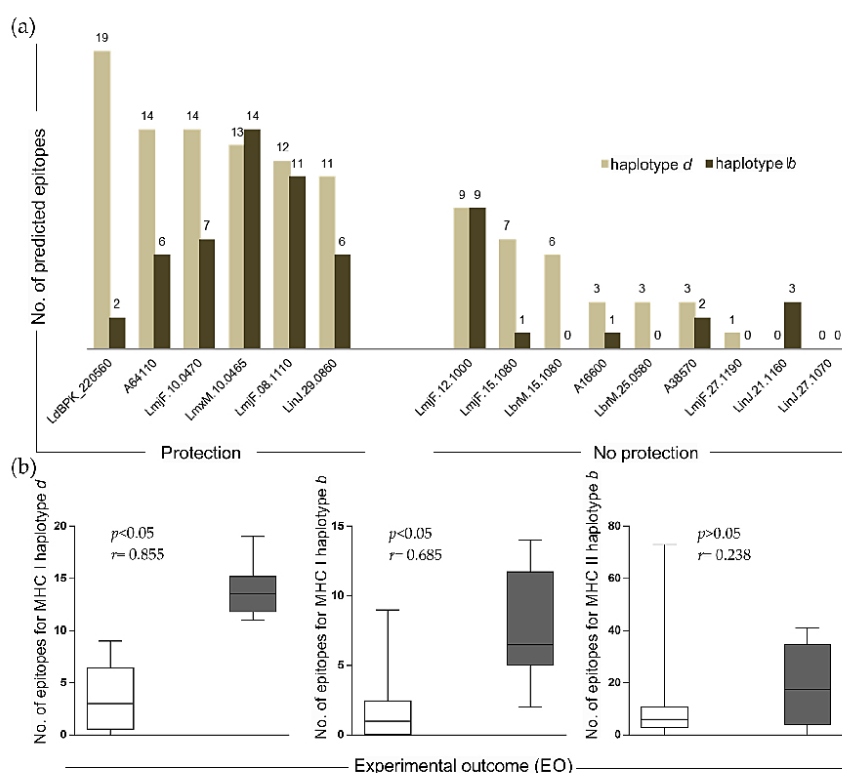 (a)
No. of predicted epitopes
haplotype d haplotype b
19 2 14 6 14 7 13 14 12 11 11 6 9 9 7 1 6 0 3 1 3 0 3 2 1 0 0 3 0 0
LdBPK_220560 A64110 LmjF.10.0470 LmxM.10.0465 LmjF.08.1110 LinJ.29.0860 LmjF.12.1000 LmjF.15.1080 LbrM.15.1080 A16600 LbrM.25.0580 A38570 LmjF.27.1190 LinJ.21.1160 LinJ.27.1070
Protection No protection
(b)
No. of epitopes for MHC I haplotype d
20
15
10
5
0
p<0.05
r= 0.855
No. of epitopes for MHC I haplotype b
15
10
5
0
p<0.05
r= 0.685
No. of epitopes for MHC II haplotype b
80
60
40
20
0
p>0.05
r= 0.238
Experimental outcome (EO)